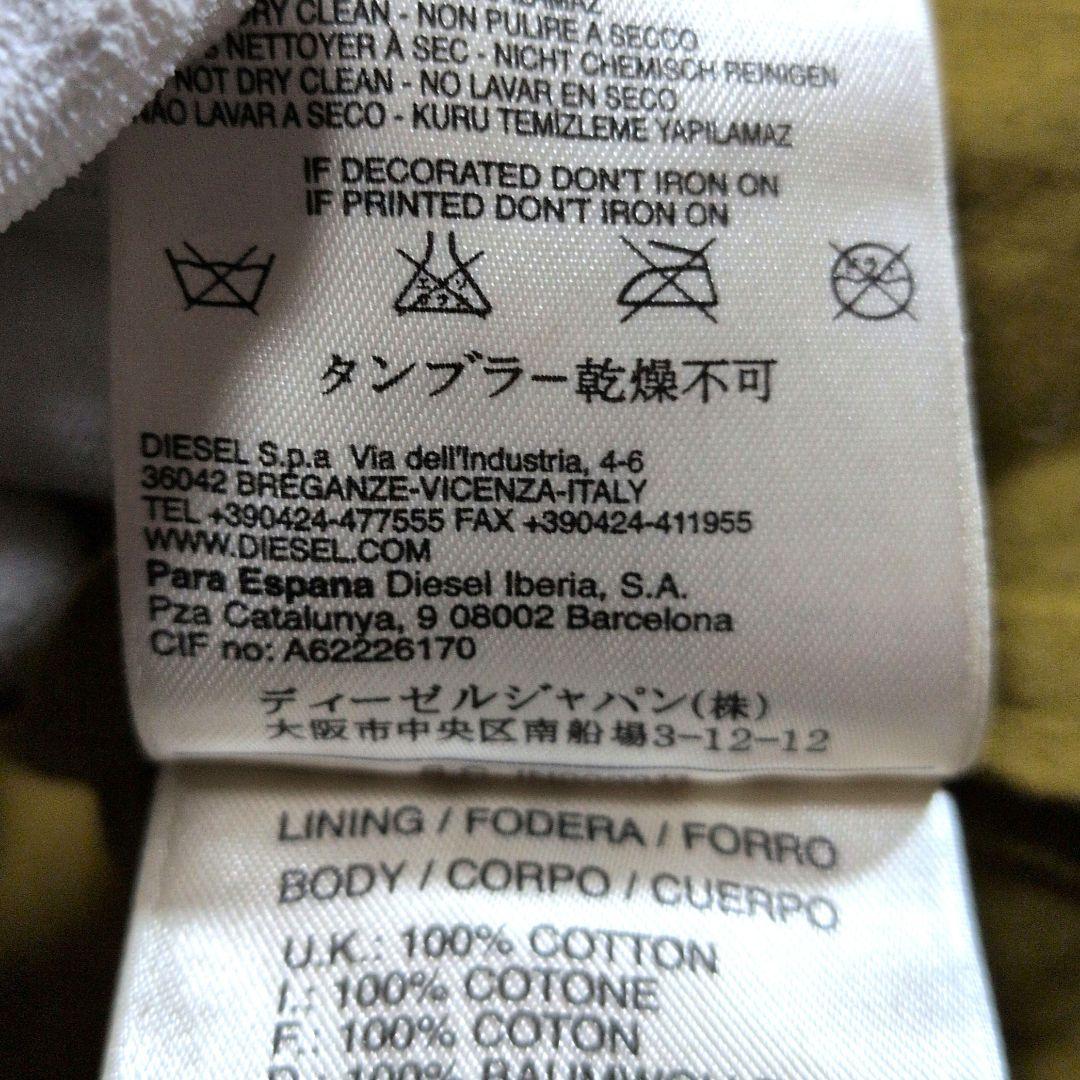 DRY CLEAN - NON PULIRE A SECCO
NETTOYER À SEC - NICHT CHEMISCH REINIGEN
NOT DRY CLEAN - NO LAVAR EN SECO
NÃO LAVAR A SECO - KURU TEMİZLEME YAPILAMAZ
IF DECORATED DON'T IRON ON
IF PRINTED DON'T IRON ON
タンブラー乾燥不可
DIESEL S.p.a Via dell'Industria, 4-6
36042 BREGANZE-VICENZA-ITALY
TEL +390424-477555 FAX +390424-411955
WWW.DIESEL.COM
Para Espana Diesel Iberia, S.A.
Pza Catalunya, 9 08002 Barcelona
CIF no: A62226170
ディーゼルジャパン(株)
大阪市中央区南船場3-12-12
LINING / FODERA / FORRO
BODY / CORPO / CUERPO
U.K.: 100% COTTON
I.: 100% COTONE
F.: 100% COTON